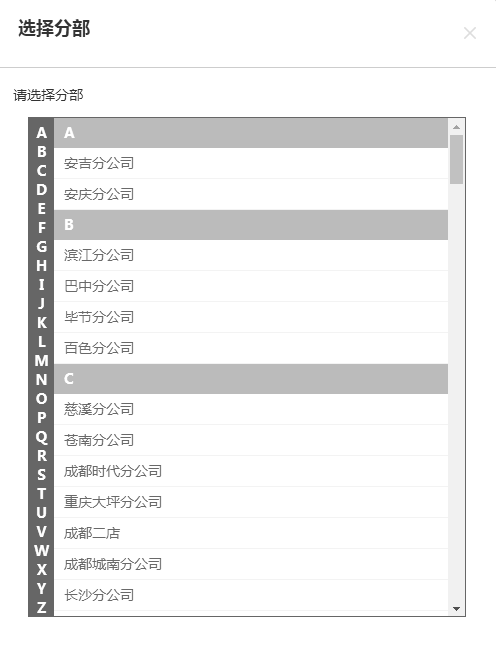 选择分部
×
请选择分部
A
B
C
D
E
F
G
H
I
J
K
L
M
N
O
P
Q
R
S
T
U
V
W
X
Y
Z
A
安吉分公司
安庆分公司
B
滨江分公司
巴中分公司
毕节分公司
百色分公司
C
慈溪分公司
苍南分公司
成都时代分公司
重庆大坪分公司
成都二店
成都城南分公司
长沙分公司